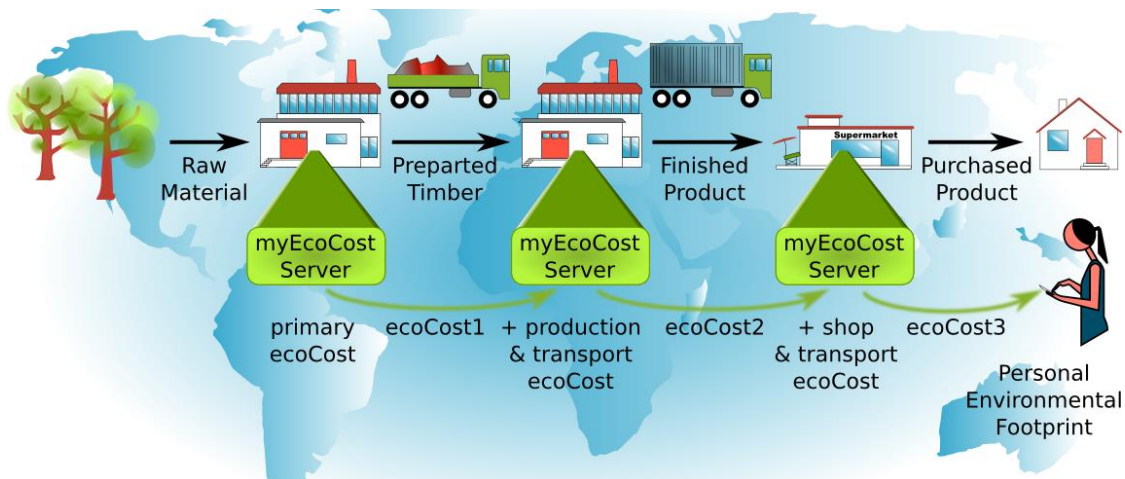 Supermarket
Raw
Material
Preparted
Timber
Finished
Product
Purchased
Product
myEcoCost
Server
myEcoCost
Server
myEcoCost
Server
primary
ecoCost
ecoCost1
+ production
& transport
ecoCost
ecoCost2
+ shop
& transport
ecoCost
ecoCost3
Personal
Environmental
Footprint